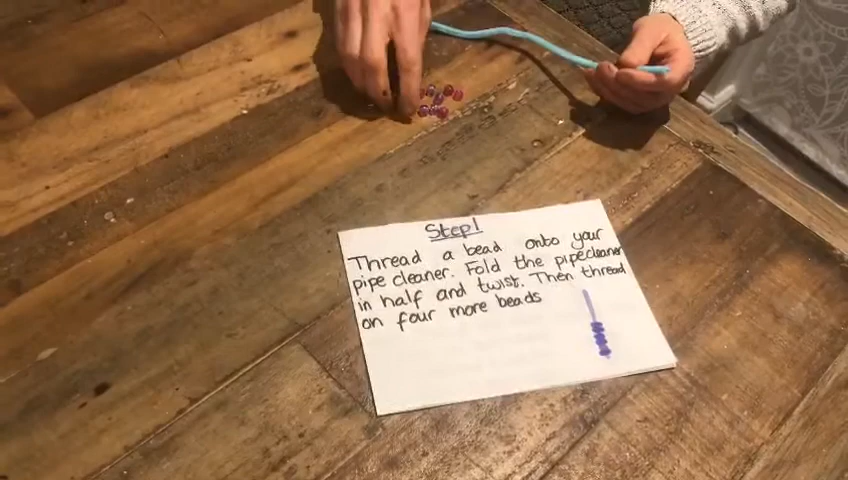 Step 1
Thread a bead onto your
pipe cleaner. Fold the pipecleaner
in half and twist. Then thread
on four more beads